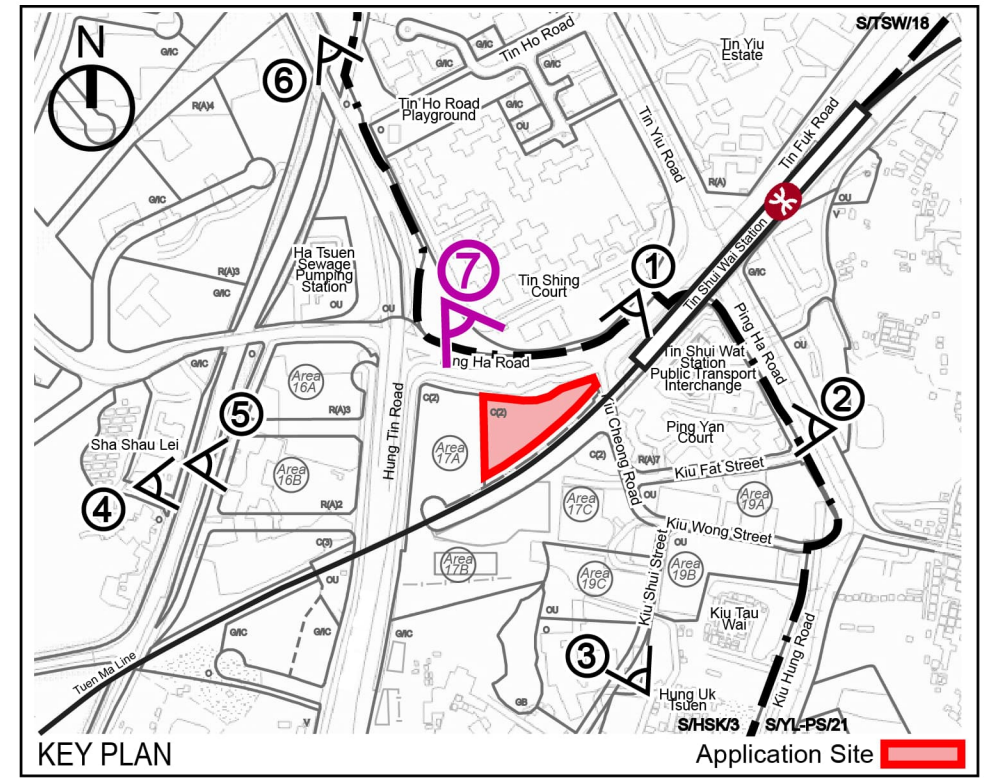 S/TSW/18
N
6
G/IC
G/IC
Tin Ho Road
G/IC
Tin Yiu
Estate
R(A)4
Tin Ho Road
Playground
G/IC
OU
Tin Yiu Road
Tin Fuk Road
R(A)
OU
V
G/IC
Tin Shui Wai Station
7
1
Ha Tsuen
Sewage
Pumping
Station
R(A)3
G/IC
OU
OU
Tin Shing
Court
Ping Ha Road
OU
ng Ha Road
Tin Shui Wat
Station
Public Transport
Interchange
G/IC
O
Area
16A
R(A)3
C(2)
C(2)
Hung Tin Road
Kiu Cheong Road
2
5
Sha Shau Lei
Ping Yan
Court
Area
17A
C(2)
R(A)7
Kiu Fat Street
4
Area
16B
R(A)2
OU
Area
17C
Area
19A
O
Kiu Wong Street
C(3)
OU
Area
17B
Area
19C
Area
19B
Kiu Shui Street
OU
O
Kiu Tau
Wai
G/IC
G/IC
G/IC
3
Kiu Hung Road
Tuen Ma Line
Hung Uk
Tsuen
GB
V
S/HSK/3
S/YL-PS/21
KEY PLAN
Application Site